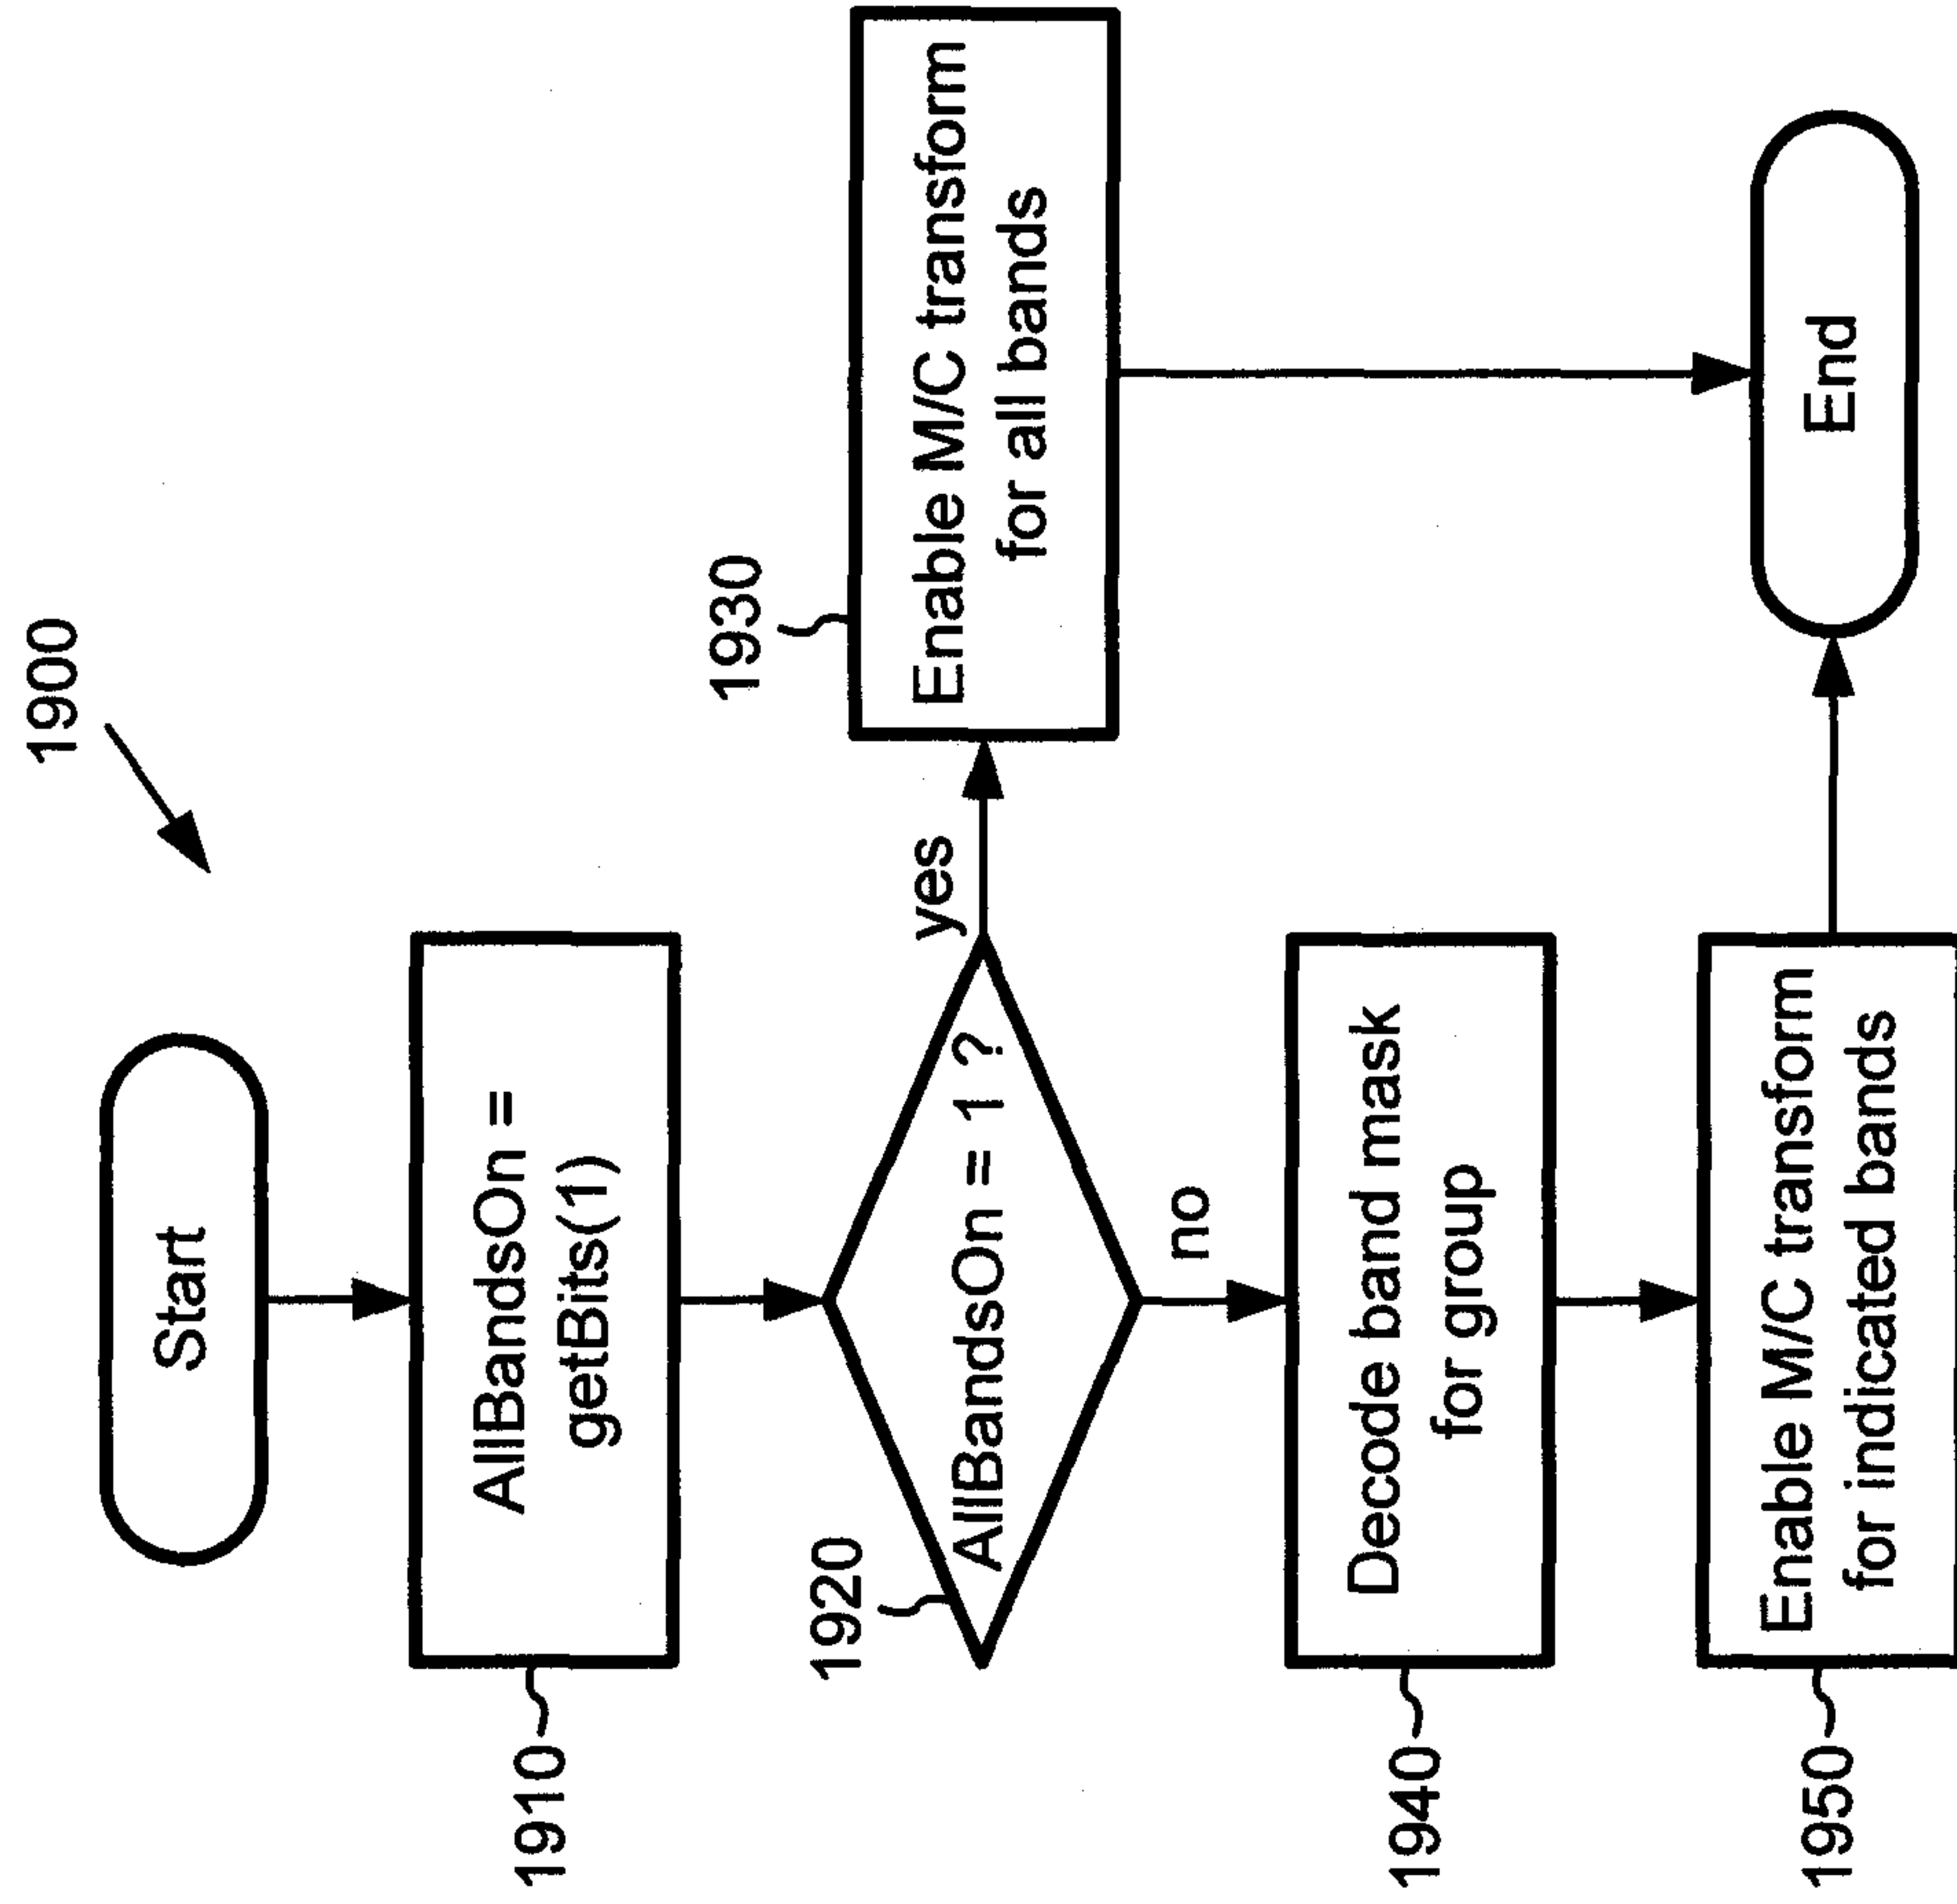 1900
Start
1910
AllBandsOn =
getBits(1)
1920
AllBandsOn = 1 ?
yes
1930
Enable M/C transform
for all bands
no
1940
Decode band mask
for group
1950
Enable M/C transform
for indicated bands
End